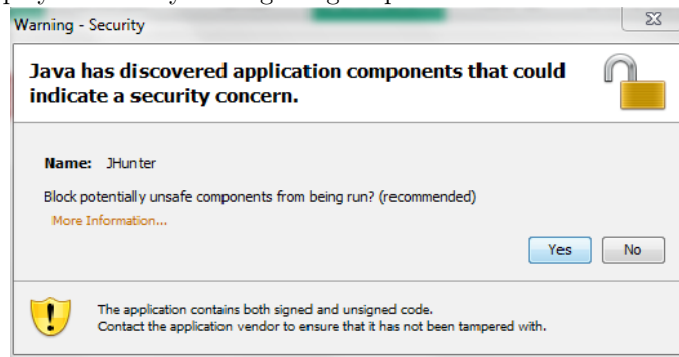 Warning - Security
Java has discovered application components that could
indicate a security concern.
Name: JHunter
Block potentially unsafe components from being run? (recommended)
More Information...
Yes No
The application contains both signed and unsigned code.
Contact the application vendor to ensure that it has not been tampered with.